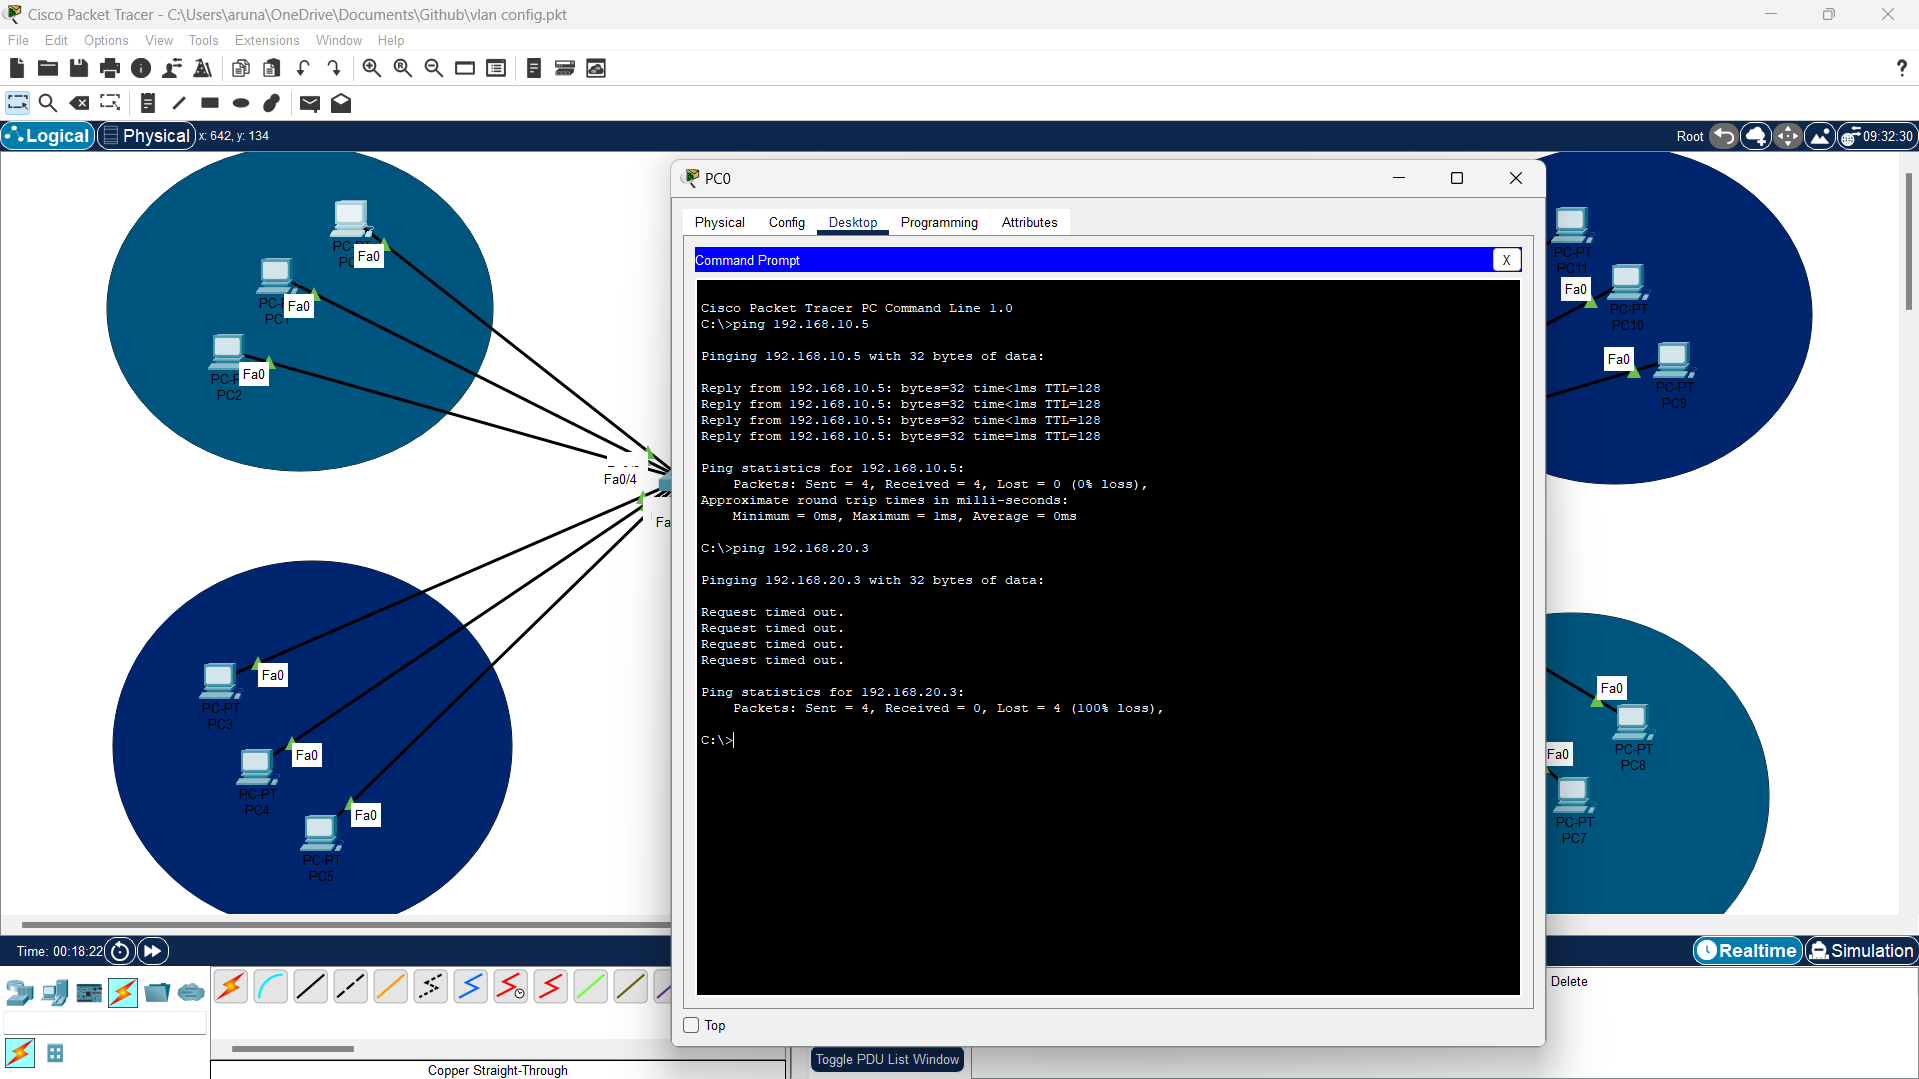 Cisco Packet Tracer - C:\Users\aruna\OneDrive\Documents\Github\vlan config.pkt
File Edit Options View Tools Extensions Window Help
?
Logical Physical x: 642, y: 134 Root 09:32:30
PC-PT
Fa0
PC1
Fa0
PC2
Fa0
Fa0/4
Fa
PC-PT
PC3
Fa0
PC-PT
PC4
Fa0
PC-PT
PC5
Fa0
PC0
Physical Config Desktop Programming Attributes
Command Prompt X
Cisco Packet Tracer PC Command Line 1.0
C:\>ping 192.168.10.5
Pinging 192.168.10.5 with 32 bytes of data:
Reply from 192.168.10.5: bytes=32 time<1ms TTL=128
Reply from 192.168.10.5: bytes=32 time<1ms TTL=128
Reply from 192.168.10.5: bytes=32 time<1ms TTL=128
Reply from 192.168.10.5: bytes=32 time=1ms TTL=128
Ping statistics for 192.168.10.5:
Packets: Sent = 4, Received = 4, Lost = 0 (0% loss),
Approximate round trip times in milli-seconds:
Minimum = 0ms, Maximum = 1ms, Average = 0ms
C:\>ping 192.168.20.3
Pinging 192.168.20.3 with 32 bytes of data:
Request timed out.
Request timed out.
Request timed out.
Request timed out.
Ping statistics for 192.168.20.3:
Packets: Sent = 4, Received = 0, Lost = 4 (100% loss),
C:\>
Top
PC-PT
PC11
Fa0
PC-PT
PC10
Fa0
PC-PT
PC9
Fa0
PC-PT
PC8
Fa0
PC-PT
PC7
Time: 00:18:22 Realtime Simulation
Delete
Toggle PDU List Window
Copper Straight-Through